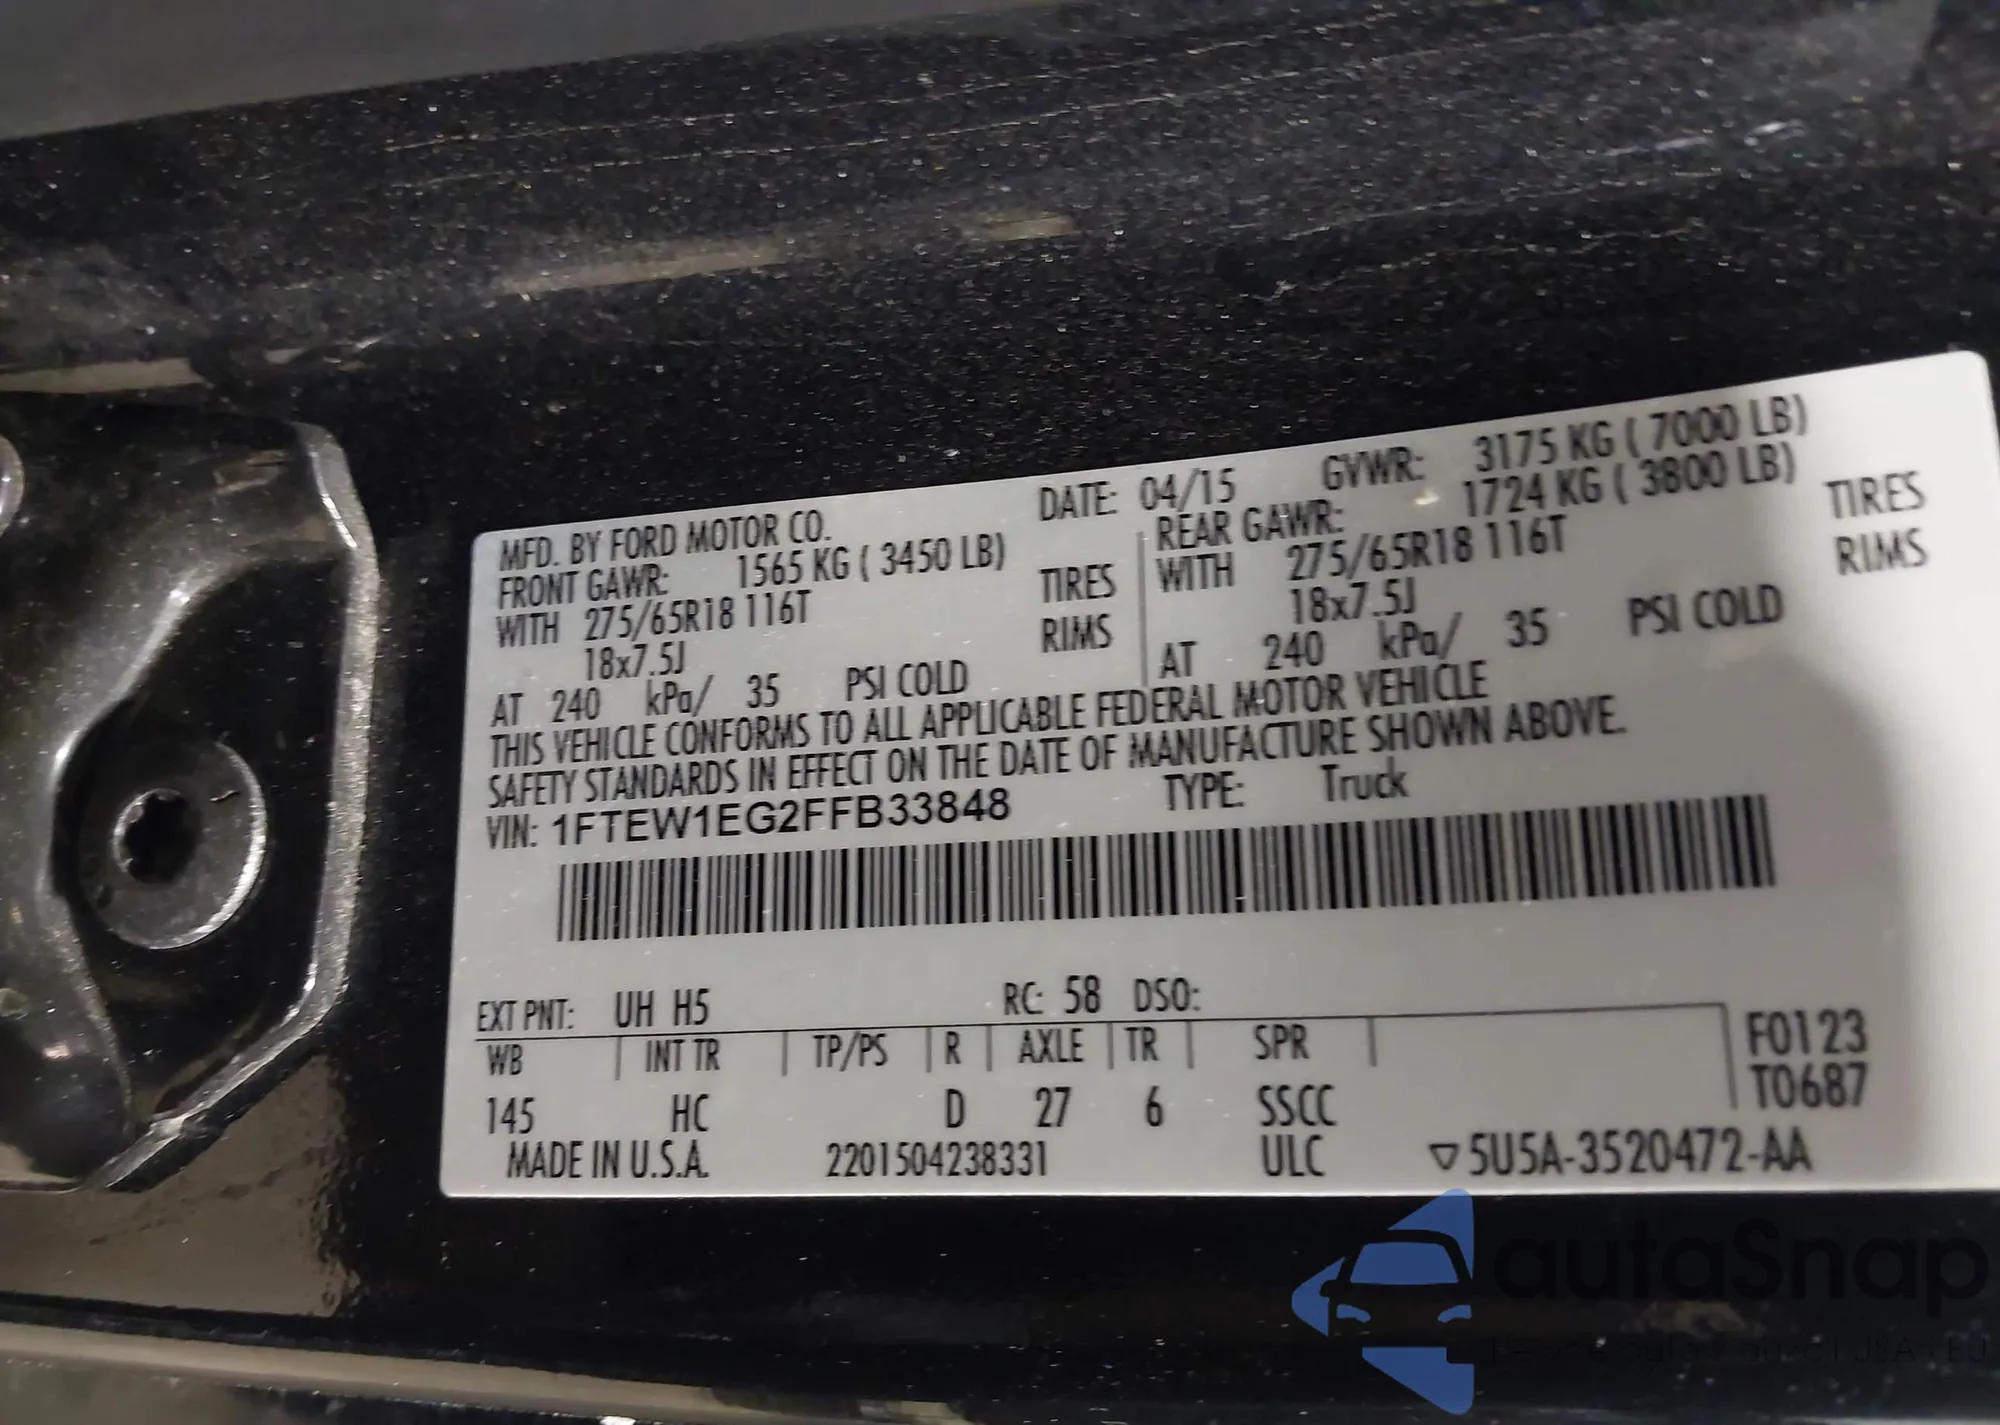 MFD. BY FORD MOTOR CO.
DATE: 04/15
GVWR: 3175 KG ( 7000 LB)
FRONT GAWR: 1565 KG ( 3450 LB)
WITH 275/65R18 116T TIRES
18x7.5J RIMS
AT 240 kPa/ 35 PSI COLD
REAR GAWR: 1724 KG ( 3800 LB)
WITH 275/65R18 116T TIRES
18x7.5J RIMS
AT 240 kPa/ 35 PSI COLD
THIS VEHICLE CONFORMS TO ALL APPLICABLE FEDERAL MOTOR VEHICLE
SAFETY STANDARDS IN EFFECT ON THE DATE OF MANUFACTURE SHOWN ABOVE.
VIN: 1FTEW1EG2FFB33848
TYPE: Truck
EXT PNT: UH H5 RC: 58 DSO:
WB INT TR TP/PS R AXLE TR SPR
145 HC D 27 6 SSCC
F0123
T0687
MADE IN U.S.A. 2201504238331 ULC ▽5U5A-3520472-AA
autaSnap